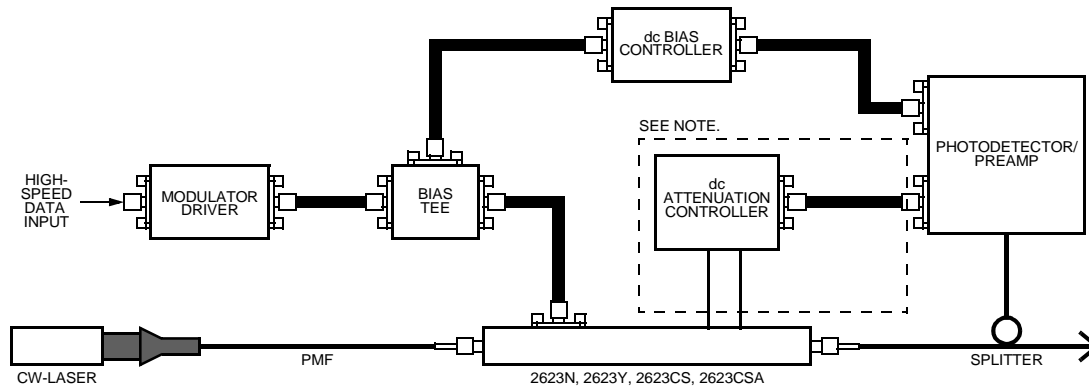 dc BIAS
CONTROLLER
SEE NOTE.
PHOTODETECTOR/
PREAMP
HIGH-
SPEED
DATA
INPUT
MODULATOR
DRIVER
BIAS
TEE
dc
ATTENUATION
CONTROLLER
CW-LASER
PMF
2623N, 2623Y, 2623CS, 2623CSA
SPLITTER